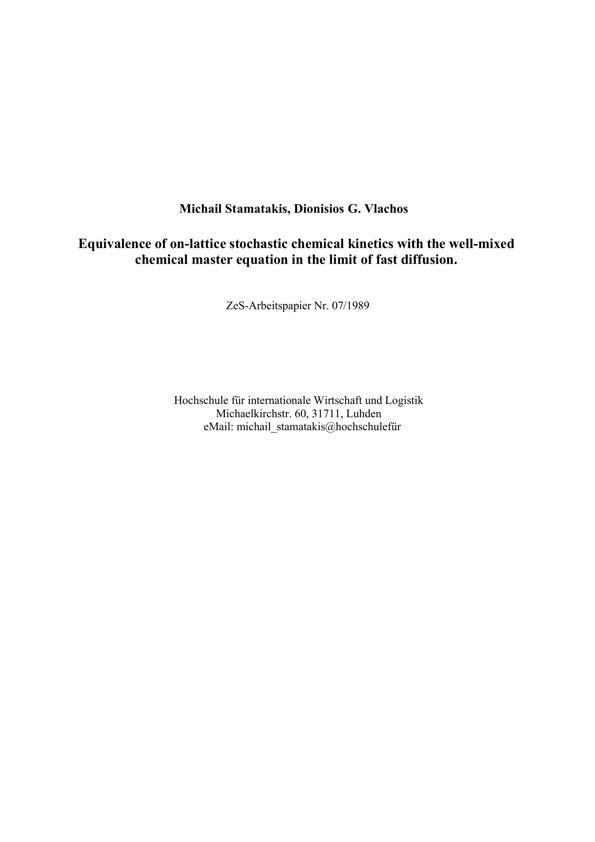 Michail Stamatakis, Dionisios G. Vlachos
Equivalence of on-lattice stochastic chemical kinetics with the well-mixed
chemical master equation in the limit of fast diffusion.
ZeS-Arbeitspapier Nr. 07/1989
Hochschule für internationale Wirtschaft und Logistik
Michaelkirchstr. 60, 31711, Luhden
eMail: michail_stamatakis@hochschulefür